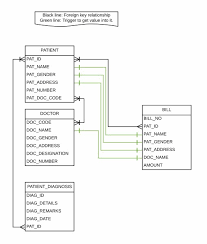 Black line: Foreign key relationship
Green line: Trigger to get value into it.
PATIENT
PAT_ID
PAT_NAME
PAT_GENDER
PAT_ADDRESS
PAT_NUMBER
PAT_DOC_CODE
DOCTOR
DOC_CODE
DOC_NAME
DOC_GENDER
DOC_ADDRESS
DOC_DESIGNATION
DOC_NUMBER
BILL
BILL_NO
PAT_ID
PAT_NAME
PAT_GENDER
PAT_ADDRESS
DOC_NAME
AMOUNT
PATIENT_DIAGNOSIS
DIAG_ID
DIAG_DETAILS
DIAG_REMARKS
DIAG_DATE
PAT_ID